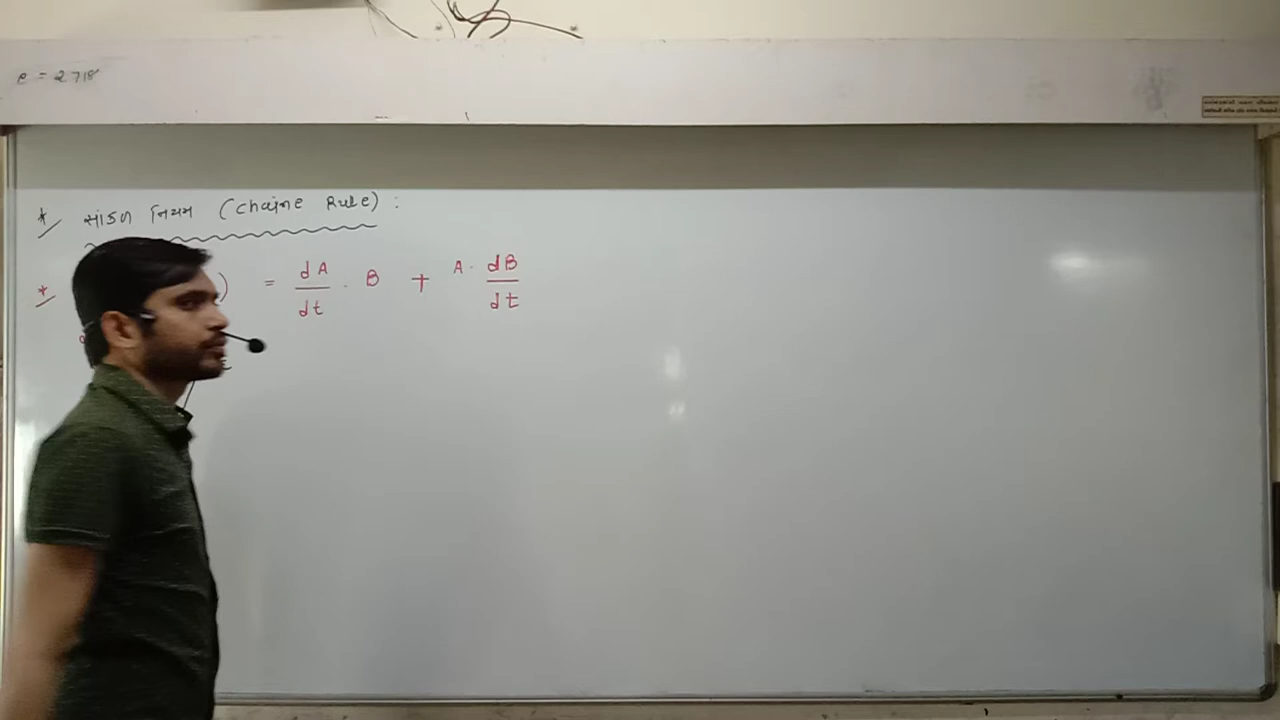 e = 2.718
* સાંકળ નિયમ (chaine Rule) :
* ) = dA/dt · B + A · dB/dt